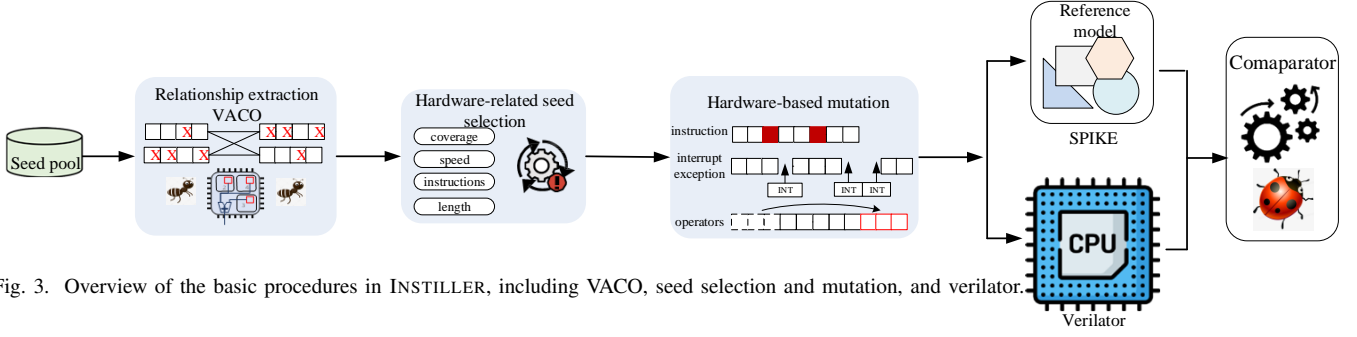 Seed pool
Relationship extraction
VACO
X
X X X
X X X
X
Hardware-related seed
selection
coverage
speed
instructions
length
Hardware-based mutation
instruction
interrupt
exception
INT
INT INT
operators
Reference
model
SPIKE
CPU
Verilator
Comaparator
Fig. 3. Overview of the basic procedures in INSTILLER, including VACO, seed selection and mutation, and verilator.